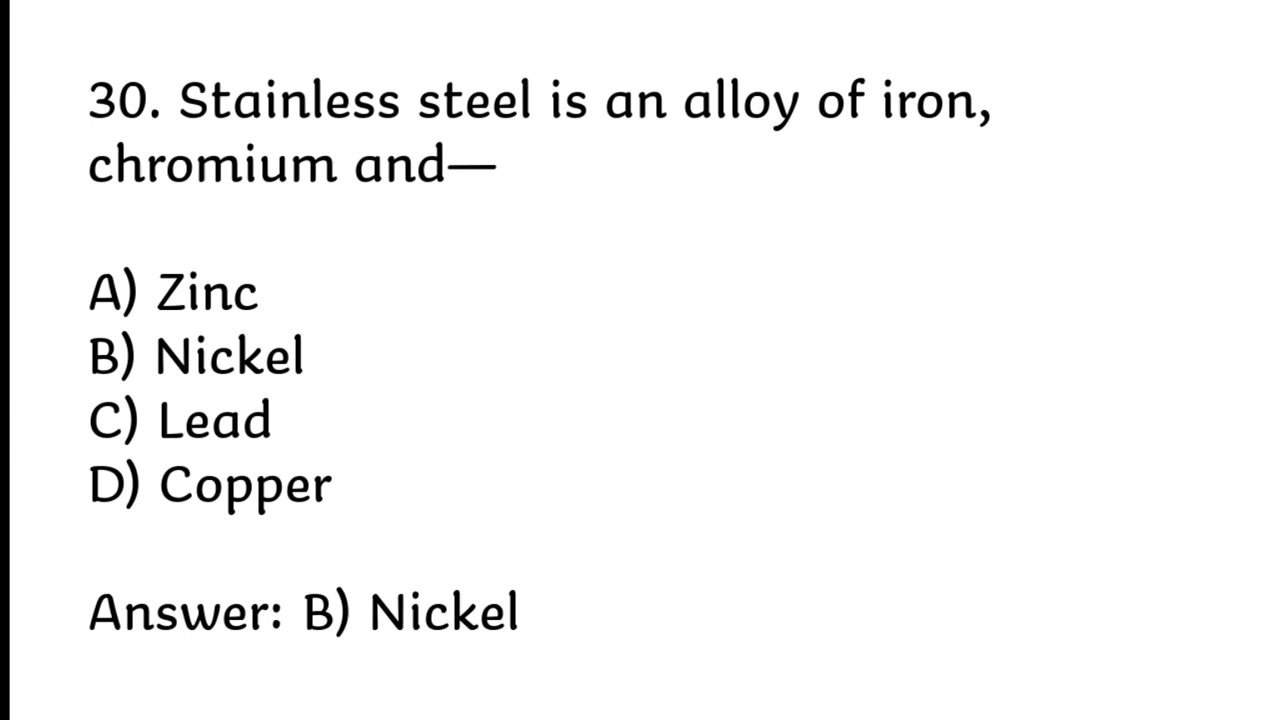 30. Stainless steel is an alloy of iron,
chromium and—
A) Zinc
B) Nickel
C) Lead
D) Copper
Answer: B) Nickel